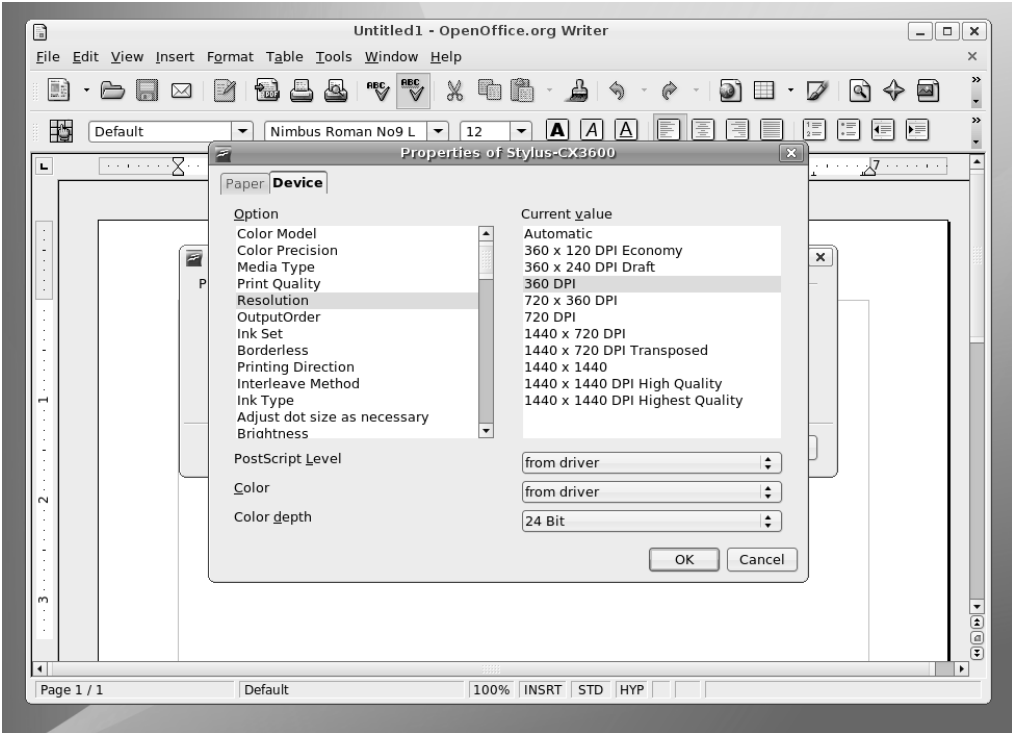 Untitled1 - OpenOffice.org Writer
File Edit View Insert Format Table Tools Window Help
Default Nimbus Roman No9 L 12 A A A
7
Properties of Stylus-CX3600
Paper Device
Option
Color Model
Color Precision
Media Type
Print Quality
Resolution
OutputOrder
Ink Set
Borderless
Printing Direction
Interleave Method
Ink Type
Adjust dot size as necessary
Brightness
Current value
Automatic
360 x 120 DPI Economy
360 x 240 DPI Draft
360 DPI
720 x 360 DPI
720 DPI
1440 x 720 DPI
1440 x 720 DPI Transposed
1440 x 1440
1440 x 1440 DPI High Quality
1440 x 1440 DPI Highest Quality
PostScript Level from driver
Color from driver
Color depth 24 Bit
OK Cancel
P
1
2
3
Page 1 / 1 Default 100% INSRT STD HYP